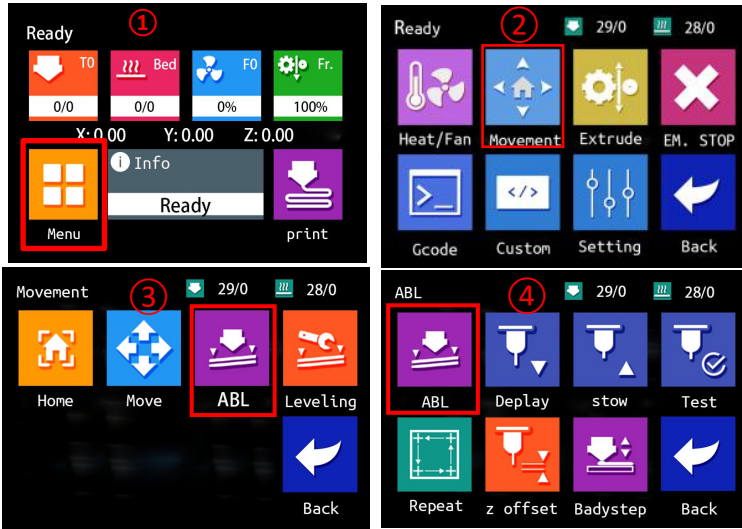 Ready
①
T0
Bed
F0
Fr.
0/0
0/0
0%
100%
X: 0.00 Y: 0.00 Z: 0.00
i Info
Ready
Menu
print
Ready
②
29/0
28/0
Heat/Fan
Movement
Extrude
EM. STOP
>_
</>
Gcode
Custom
Setting
Back
Movement
③
29/0
28/0
Home
Move
ABL
Leveling
Back
ABL
④
29/0
28/0
ABL
Deplay
stow
Test
Repeat
z offset
Badystep
Back